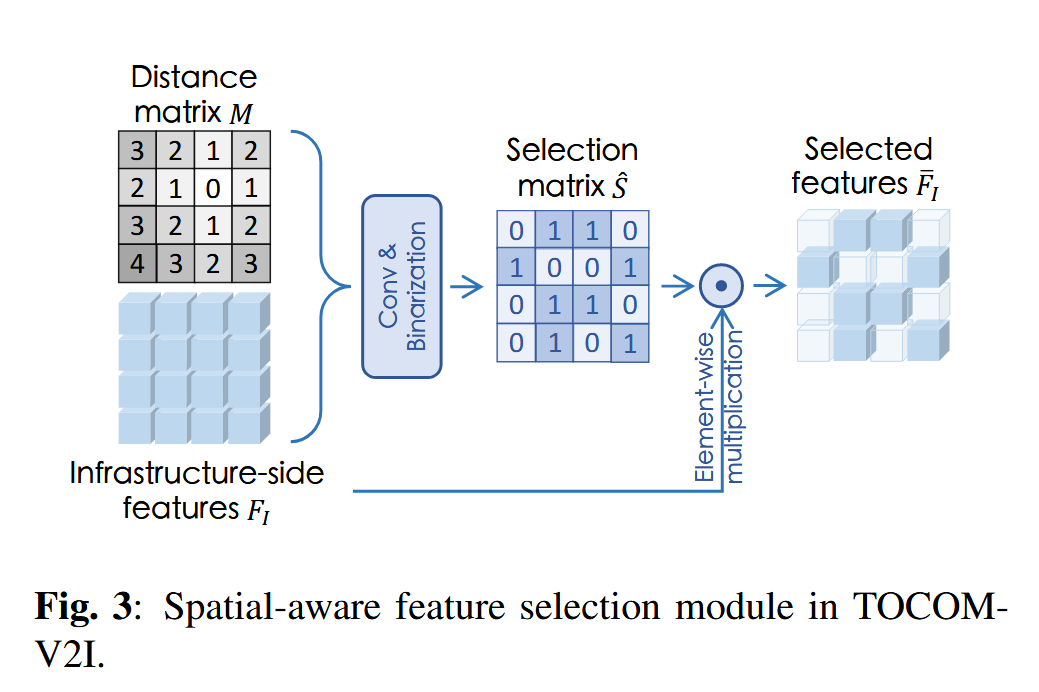 Distance
matrix M
3 2 1 2
2 1 0 1
3 2 1 2
4 3 2 3
Infrastructure-side
features F_I
Conv &
Binarization
Selection
matrix Ŝ
0 1 1 0
1 0 0 1
0 1 1 0
0 1 0 1
Element-wise
multiplication
Selected
features F̄_I
Fig. 3: Spatial-aware feature selection module in TOCOM-
V2I.